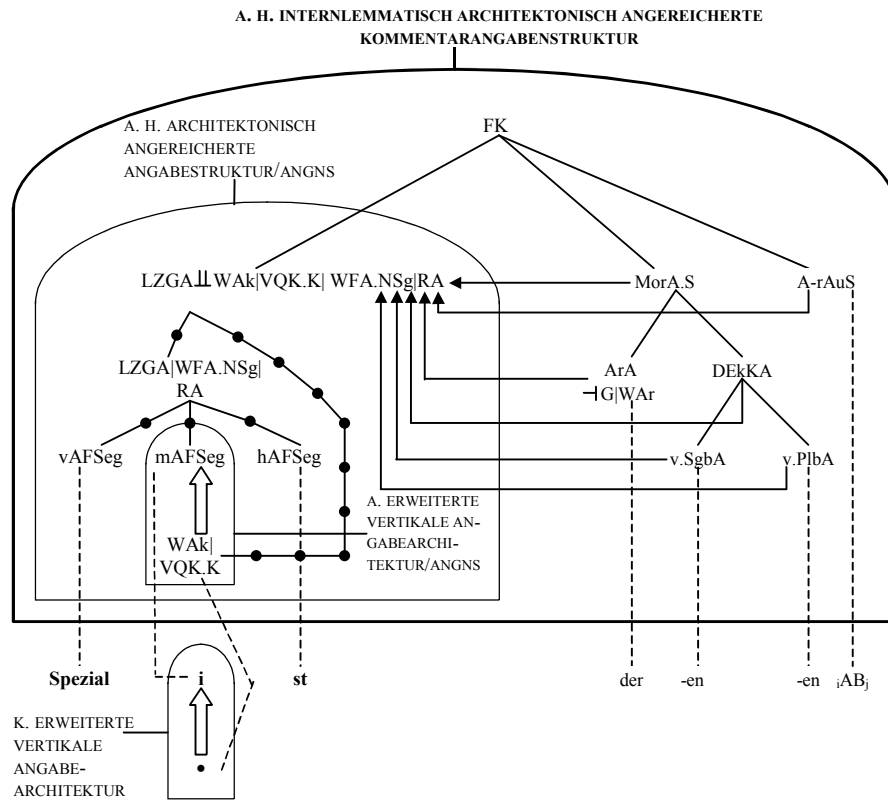 A. H. INTERNLEMMATISCH ARCHITEKTONISCH ANGEREICHERTE
KOMMENTARANGABENSTRUKTUR
A. H. ARCHITEKTONISCH
ANGEREICHERTE
ANGABESTRUKTUR/ANGNS
FK
LZGA⫫WAk|VQK.K| WFA.NSg|RA
MorA.S
A-rAuS
LZGA|WFA.NSg|
RA
ArA
⊣G|WAr
DEkKA
vAFSeg
mAFSeg
hAFSeg
v.SgbA
v.PlbA
WAk|
VQK.K
A. ERWEITERTE
VERTIKALE AN-
GABEARCHI-
TEKTUR/ANGNS
Spezial
i
st
der
-en
-en
iABj
K. ERWEITERTE
VERTIKALE
ANGABE-
ARCHITEKTUR